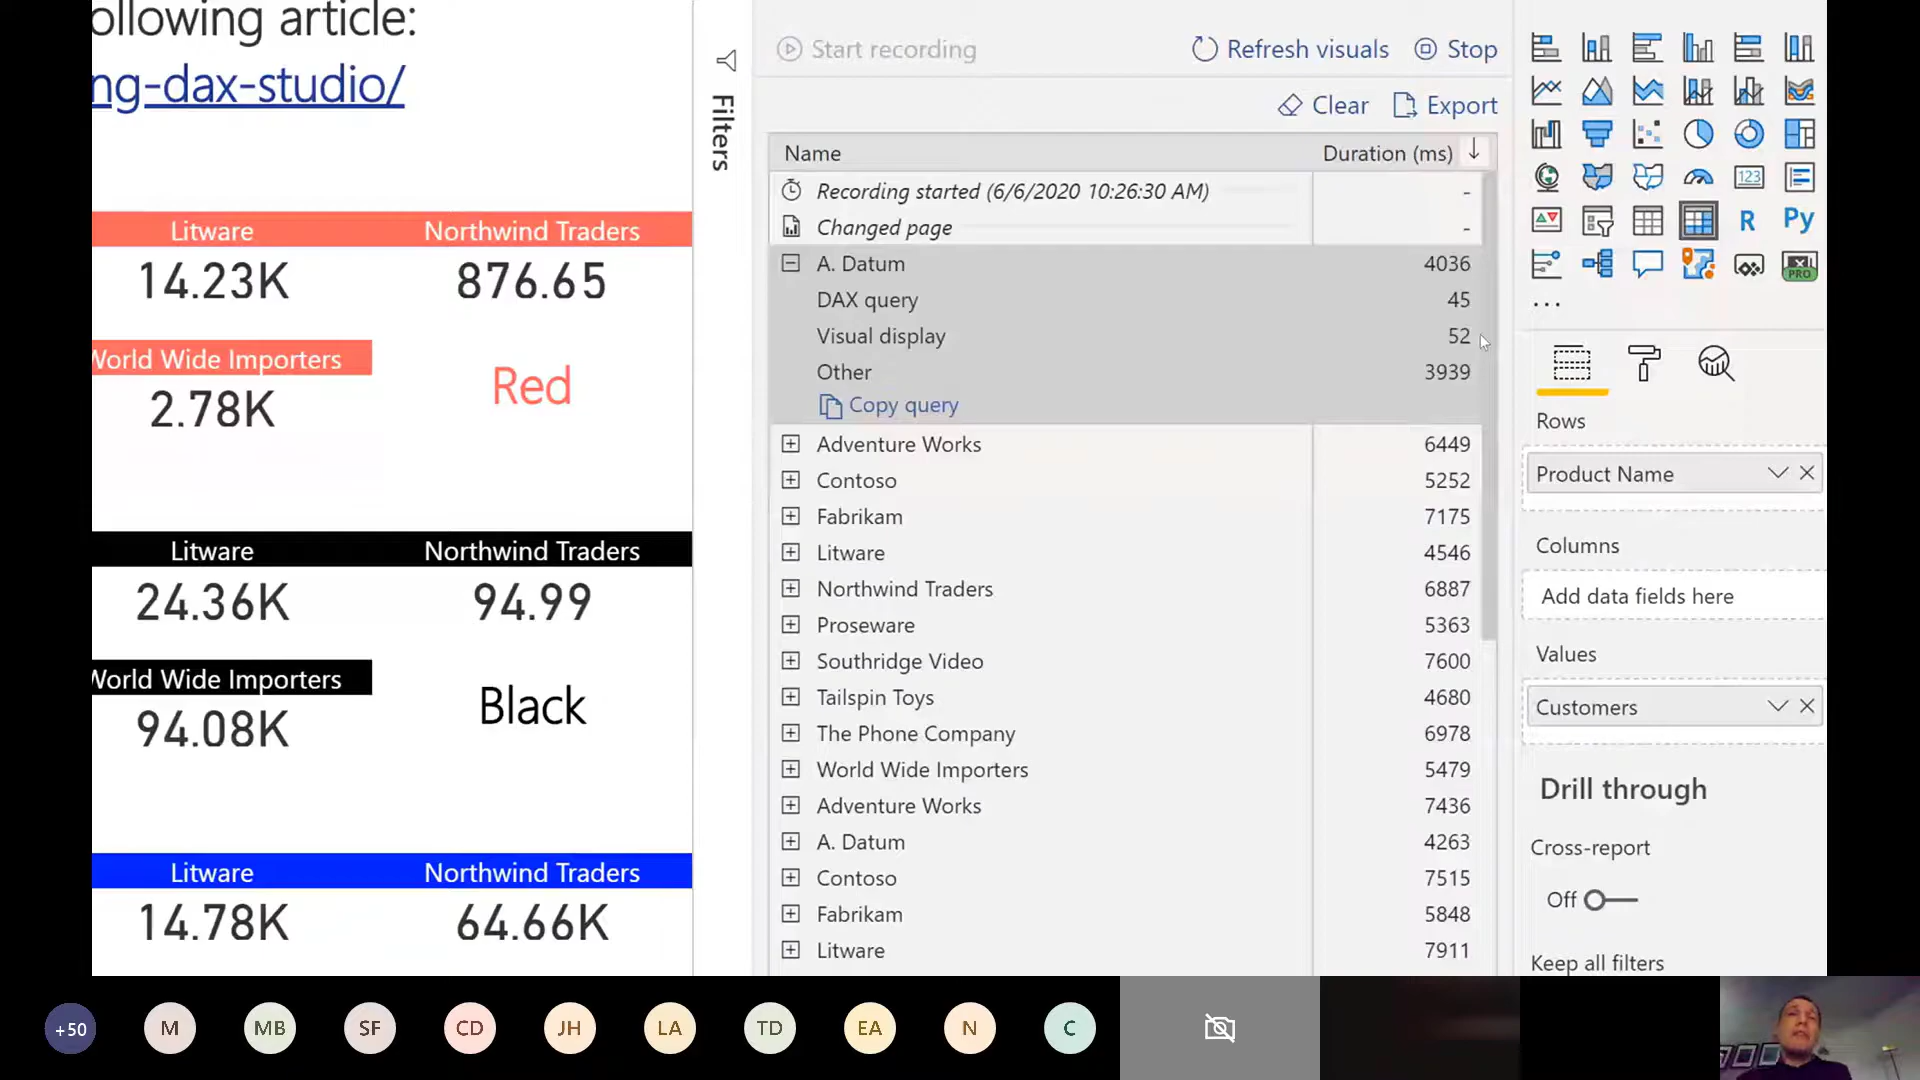 ollowing article:
ng-dax-studio/
Litware
Northwind Traders
14.23K
876.65
World Wide Importers
2.78K
Red
Litware
Northwind Traders
24.36K
94.99
World Wide Importers
94.08K
Black
Litware
Northwind Traders
14.78K
64.66K
Filters
Start recording
Refresh visuals
Stop
Clear
Export
Name
Duration (ms)
Recording started (6/6/2020 10:26:30 AM) -
Changed page -
A. Datum 4036
DAX query 45
Visual display 52
Other 3939
Copy query
Adventure Works 6449
Contoso 5252
Fabrikam 7175
Litware 4546
Northwind Traders 6887
Proseware 5363
Southridge Video 7600
Tailspin Toys 4680
The Phone Company 6978
World Wide Importers 5479
Adventure Works 7436
A. Datum 4263
Contoso 7515
Fabrikam 5848
Litware 7911
123
R
Py
PRO
...
Rows
Product Name
Columns
Add data fields here
Values
Customers
Drill through
Cross-report
Off
Keep all filters
+50
M
MB
SF
CD
JH
LA
TD
EA
N
C